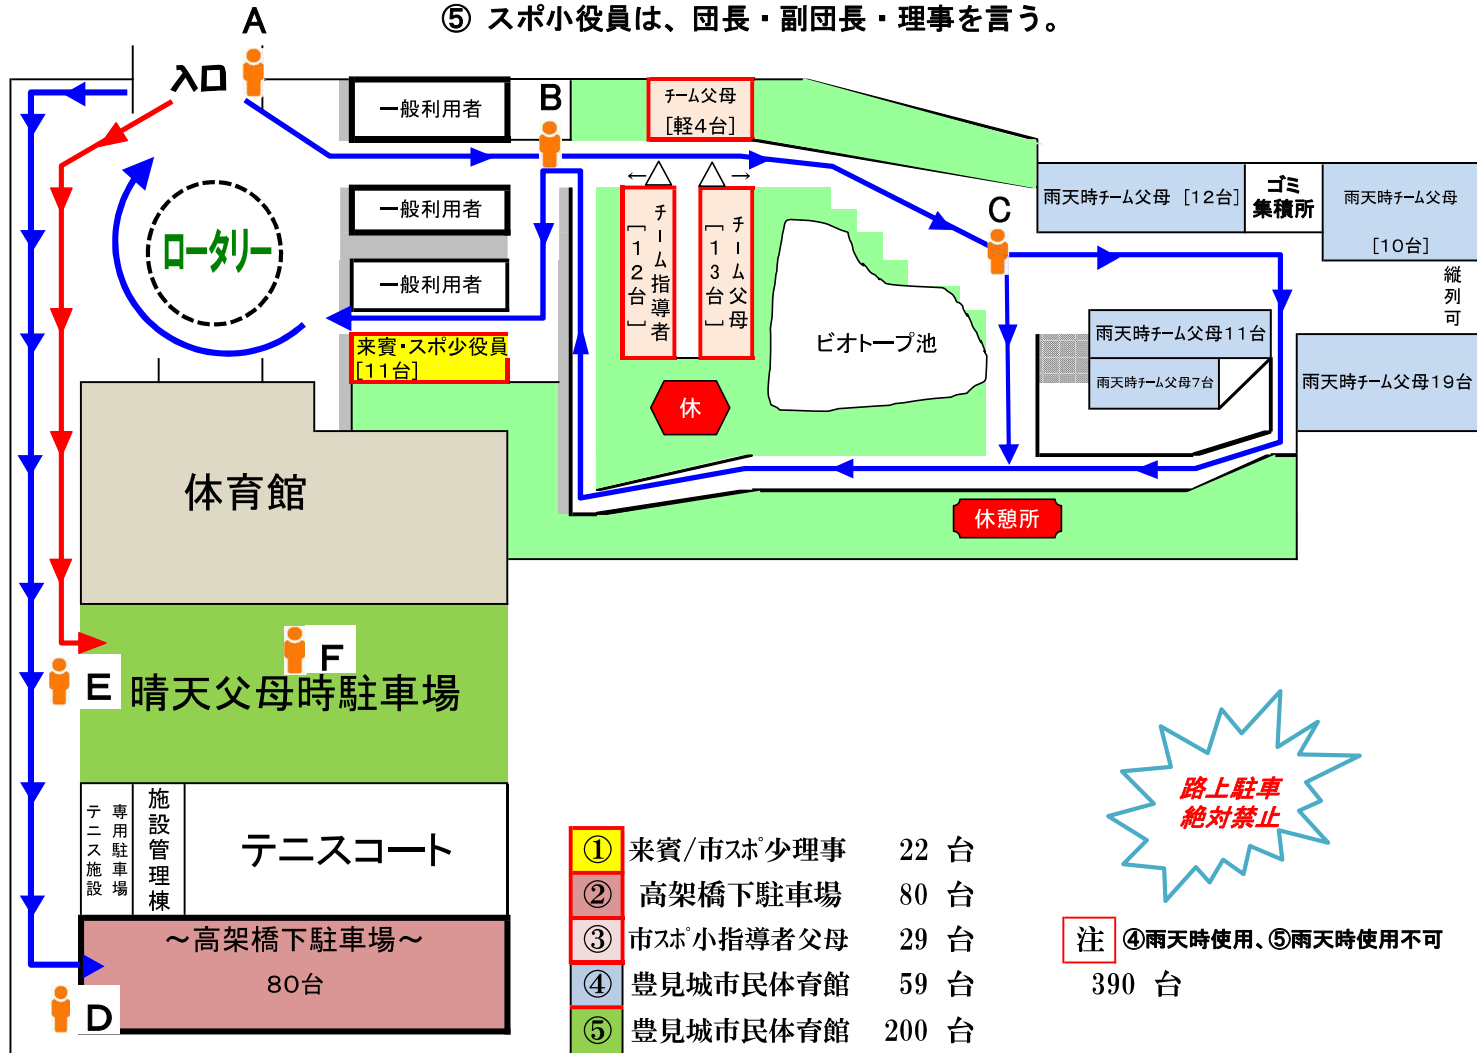 ⑤ スポ小役員は、団長・副団長・理事を言う。
A
入口
一般利用者
B
チーム父母
[軽4台]
←
→
一般利用者
一般利用者
ロータリー
来賓・スポ少役員
[11台]
チーム指導者
[12台]
チーム父母
[13台]
ビオトープ池
C
雨天時チーム父母 [12台]
ゴミ
集積所
雨天時チーム父母
[10台]
縦列可
雨天時チーム父母11台
雨天時チーム父母7台
雨天時チーム父母19台
休
休憩所
体育館
F
E
晴天父母時駐車場
テニス施設
専用駐車場
施設管理棟
テニスコート
～高架橋下駐車場～
80台
D
路上駐車
絶対禁止
① 来賓/市スポ少理事 22 台
② 高架橋下駐車場 80 台
③ 市スポ小指導者父母 29 台
④ 豊見城市民体育館 59 台
⑤ 豊見城市民体育館 200 台
注 ④雨天時使用、⑤雨天時使用不可
390 台